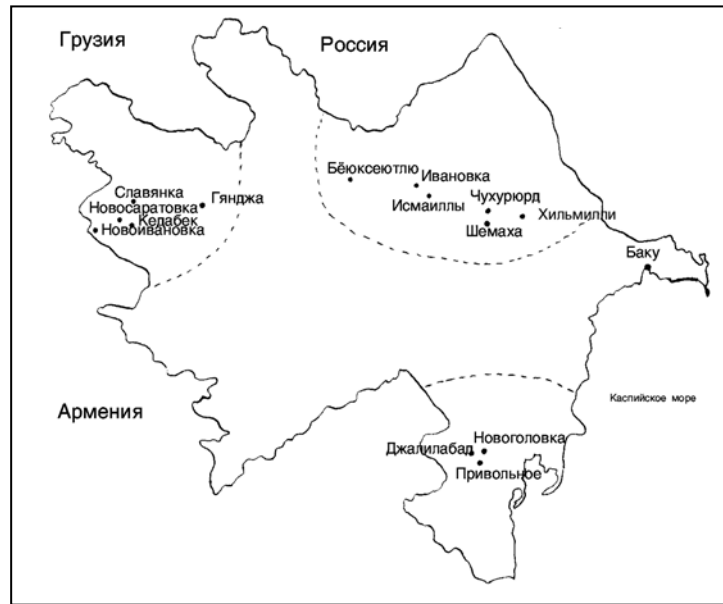 Грузия
Россия
Бёюксеютлю
Ивановка
Славянка
Гянджа
Исмаиллы
Чухурюрд
Новосаратовка
Хильмилли
Кедабек
Шемаха
Новоивановка
Баку
Армения
Каспийское море
Новоголовка
Джалилабад
Привольное